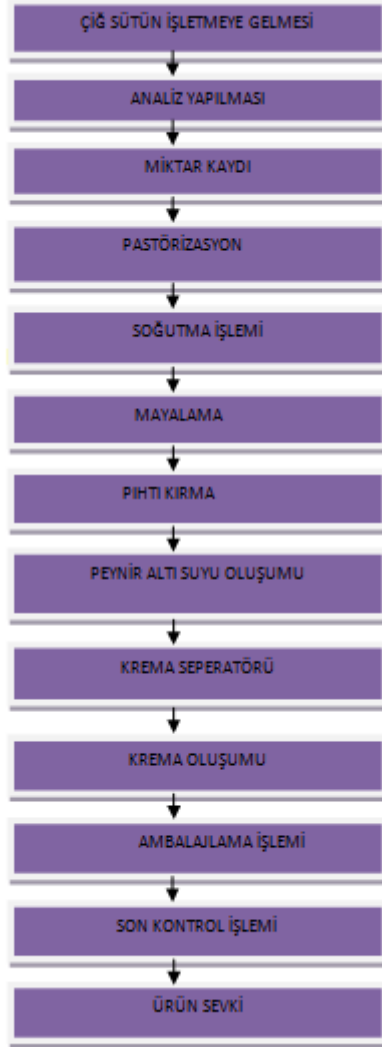 ÇİĞ SÜTÜN İŞLETMEYE GELMESİ
ANALİZ YAPILMASI
MİKTAR KAYDI
PASTÖRİZASYON
SOĞUTMA İŞLEMİ
MAYALAMA
PIHTI KIRMA
PEYNİR ALTI SUYU OLUŞUMU
KREMA SEPERATÖRÜ
KREMA OLUŞUMU
AMBALAJLAMA İŞLEMİ
SON KONTROL İŞLEMİ
ÜRÜN SEVKİ